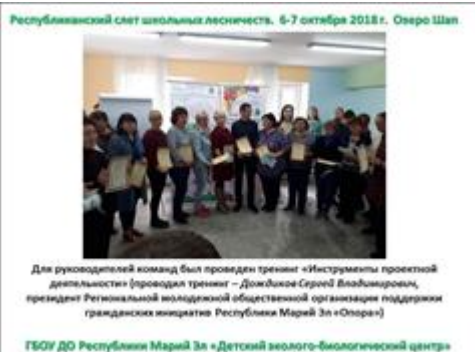 Республиканский слет школьных лесничеств. 6-7 октября 2018 г. Озеро Шап
Для руководителей команд был проведен тренинг «Инструменты проектной
деятельности» (проводил тренинг – Дождиков Сергей Владимирович,
президент Региональной молодежной общественной организации поддержки
гражданских инициатив Республики Марий Эл «Опора»)
ГБОУ ДО Республики Марий Эл «Детский эколого-биологический центр»